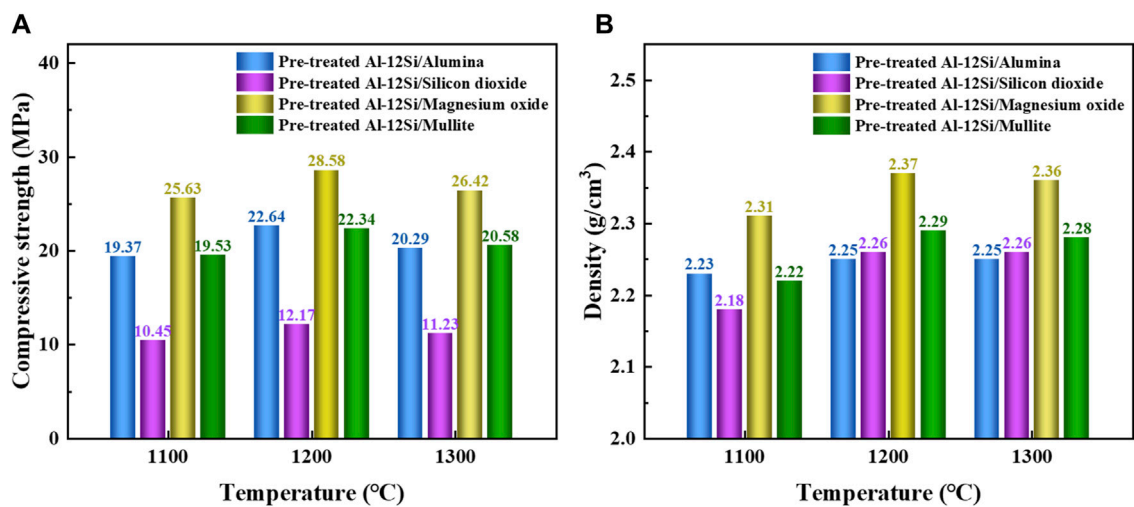 A
Compressive strength (MPa)
40
30
20
10
0
Pre-treated Al-12Si/Alumina
Pre-treated Al-12Si/Silicon dioxide
Pre-treated Al-12Si/Magnesium oxide
Pre-treated Al-12Si/Mullite
19.37
10.45
25.63
19.53
22.64
12.17
28.58
22.34
20.29
11.23
26.42
20.58
1100
1200
1300
Temperature (°C)
B
Density (g/cm³)
2.5
2.4
2.3
2.2
2.1
2.0
Pre-treated Al-12Si/Alumina
Pre-treated Al-12Si/Silicon dioxide
Pre-treated Al-12Si/Magnesium oxide
Pre-treated Al-12Si/Mullite
2.23
2.18
2.31
2.22
2.25
2.26
2.37
2.29
2.25
2.26
2.36
2.28
1100
1200
1300
Temperature (°C)